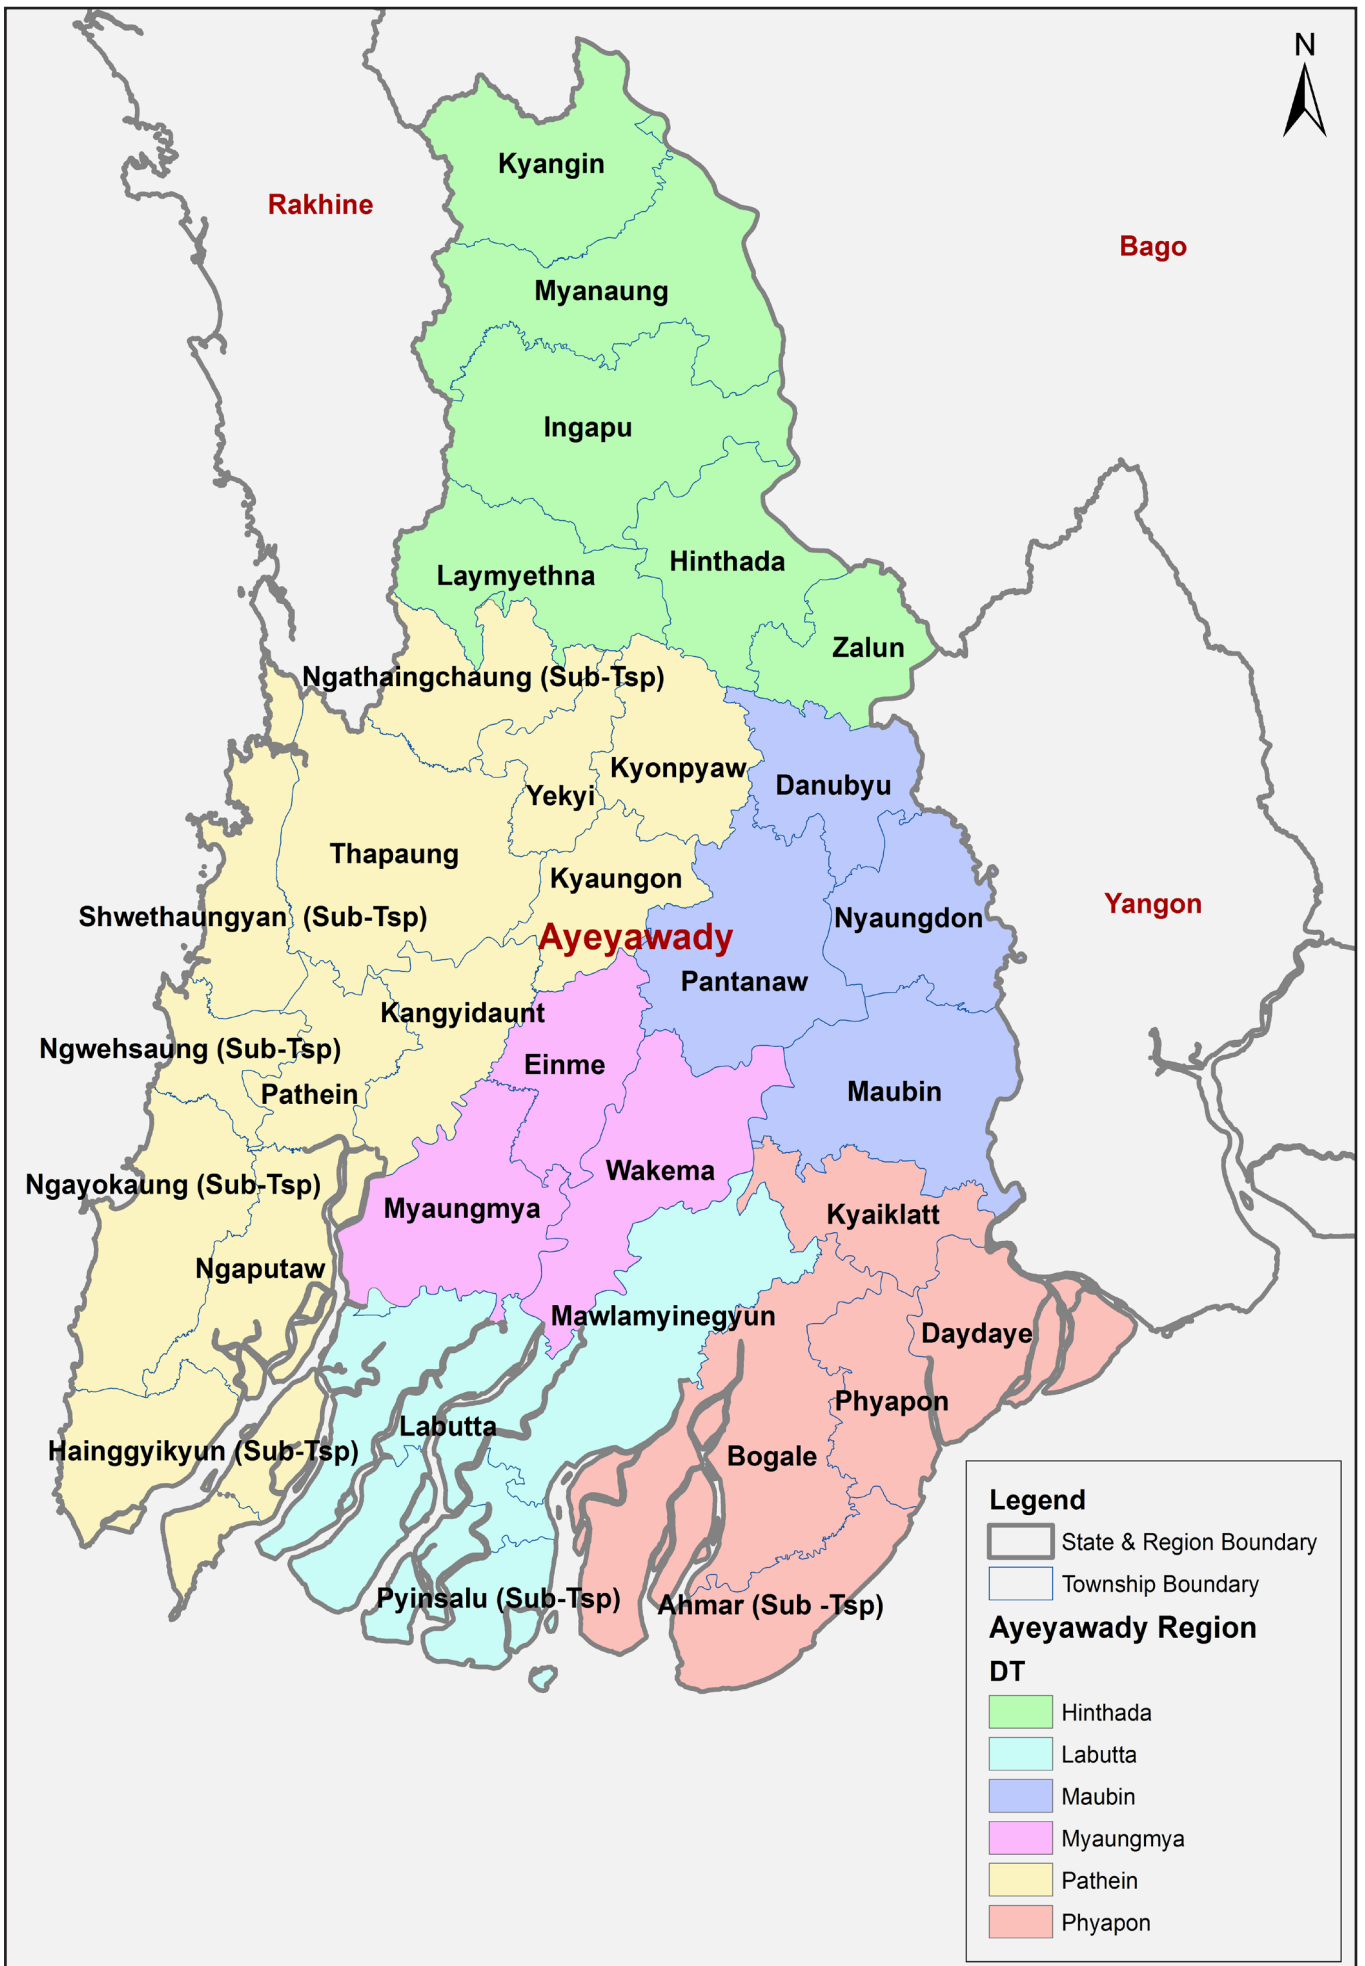 N
Kyangin
Rakhine
Bago
Myanaung
Ingapu
Hinthada
Laymyethna
Zalun
Ngathaingchaung (Sub-Tsp)
Kyonpyaw
Danubyu
Yekyi
Thapaung
Kyaungon
Yangon
Shwethaungyan (Sub-Tsp)
Nyaungdon
Ayeyawady
Pantanaw
Kangyidaunt
Ngwehsaung (Sub-Tsp)
Einme
Maubin
Pathein
Wakema
Ngayokaung (Sub-Tsp)
Myaungmya
Kyaiklatt
Ngaputaw
Mawlamyinegyun
Daydaye
Phyapon
Labutta
Hainggyikyun (Sub-Tsp)
Bogale
Pyinsalu (Sub-Tsp)
Ahmar (Sub -Tsp)
Legend
State & Region Boundary
Township Boundary
Ayeyawady Region
DT
Hinthada
Labutta
Maubin
Myaungmya
Pathein
Phyapon